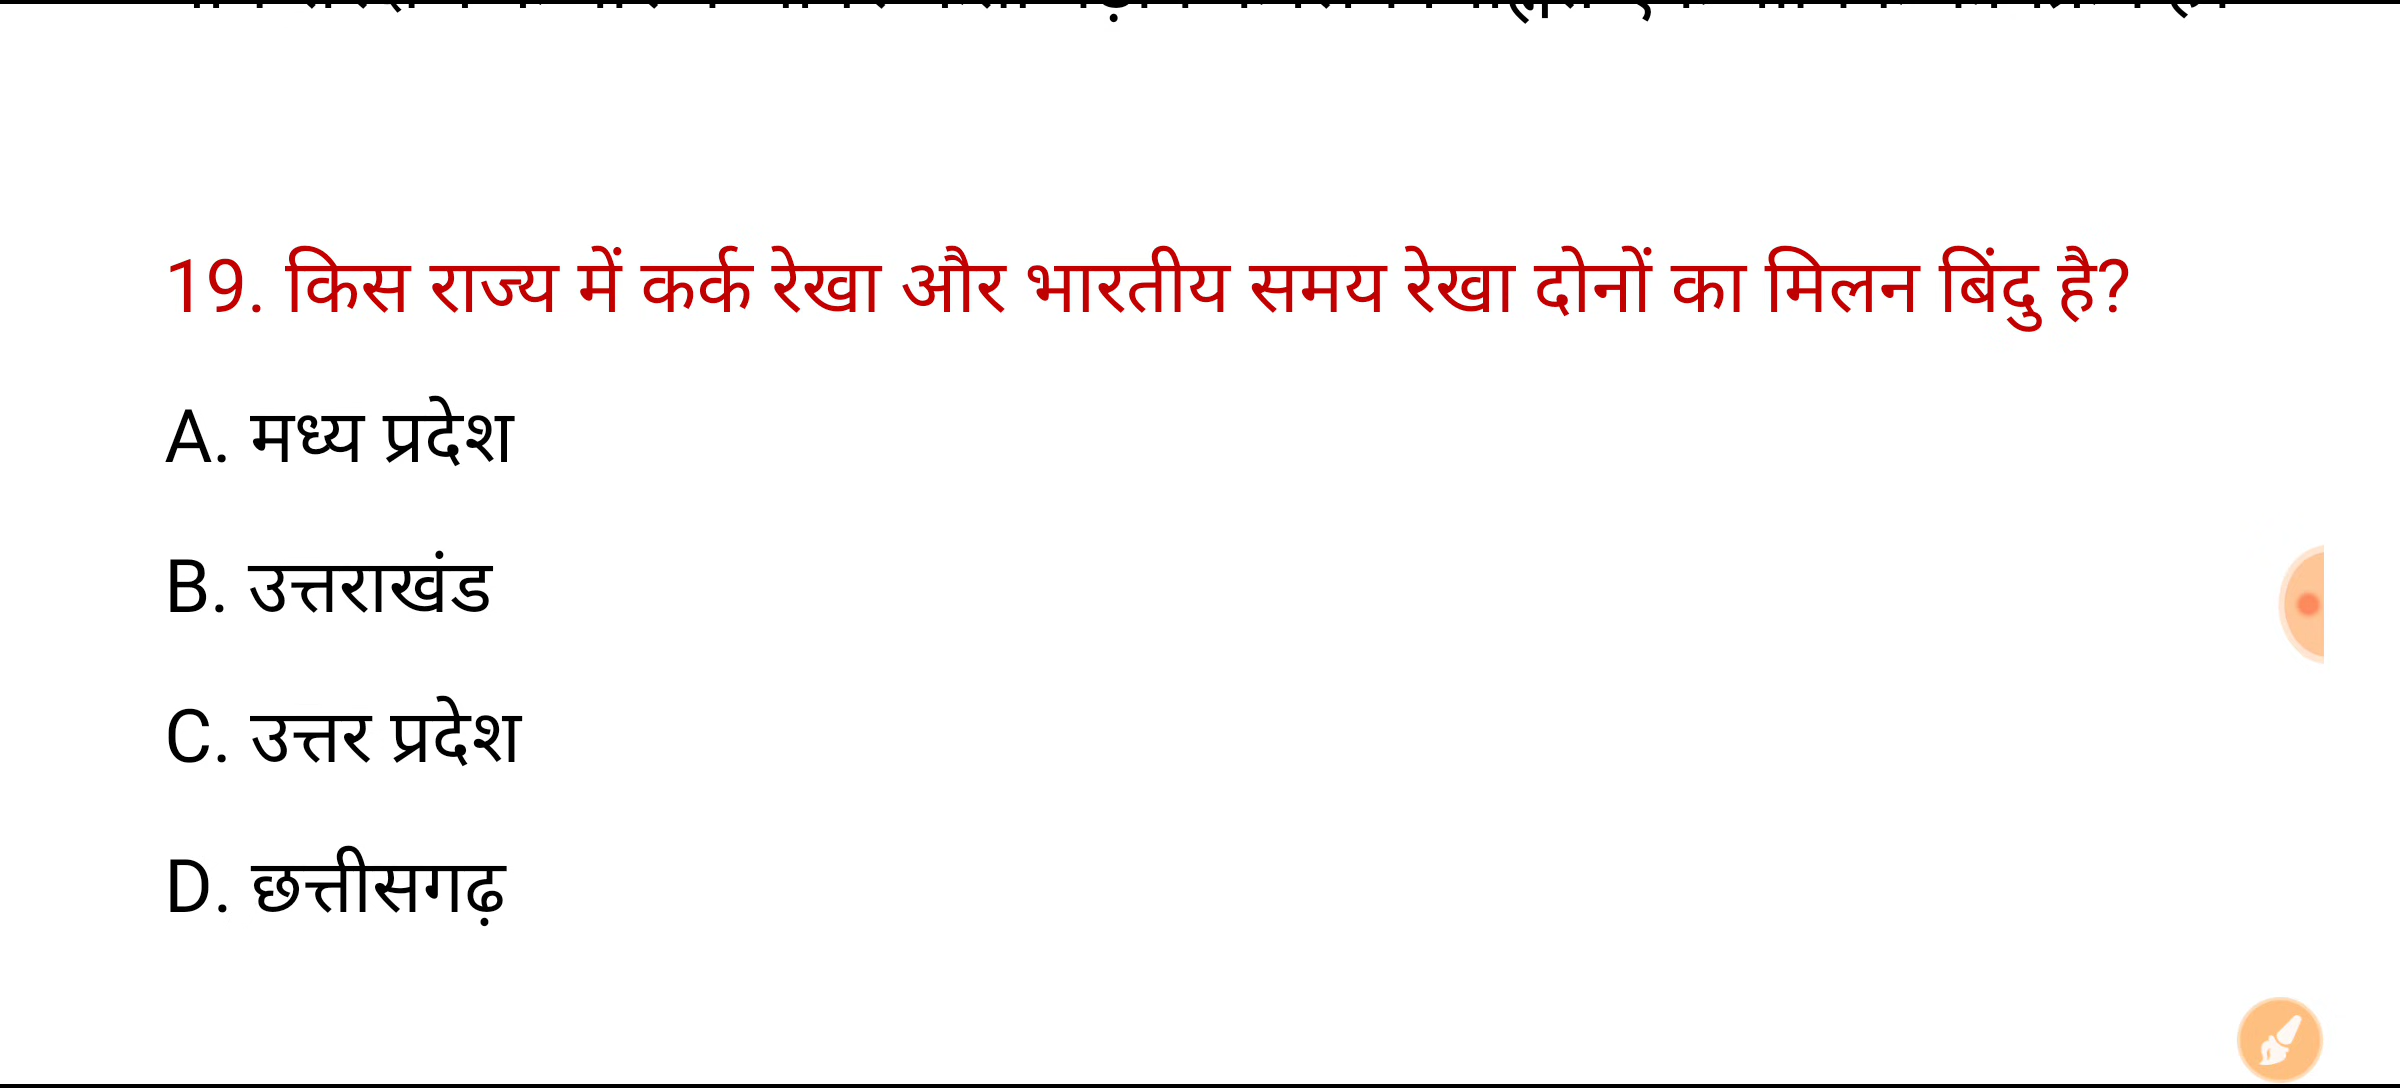 19. किस राज्य में कर्क रेखा और भारतीय समय रेखा दोनों का मिलन बिंदु है?
A. मध्य प्रदेश
B. उत्तराखंड
C. उत्तर प्रदेश
D. छत्तीसगढ़